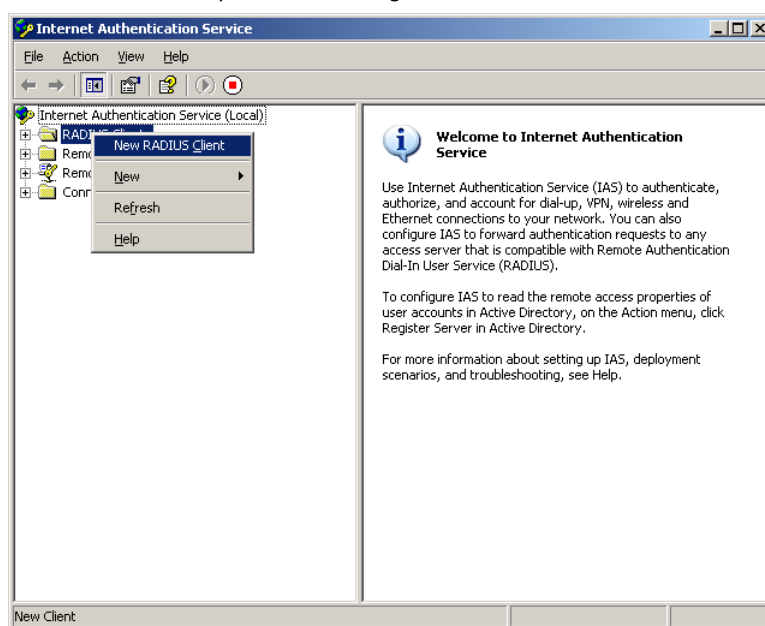 Internet Authentication Service
File Action View Help
Internet Authentication Service (Local)
New RADIUS Client
New
Refresh
Help
Welcome to Internet Authentication
Service
Use Internet Authentication Service (IAS) to authenticate,
authorize, and account for dial-up, VPN, wireless and
Ethernet connections to your network. You can also
configure IAS to forward authentication requests to any
access server that is compatible with Remote Authentication
Dial-In User Service (RADIUS).
To configure IAS to read the remote access properties of
user accounts in Active Directory, on the Action menu, click
Register Server in Active Directory.
For more information about setting up IAS, deployment
scenarios, and troubleshooting, see Help.
New Client